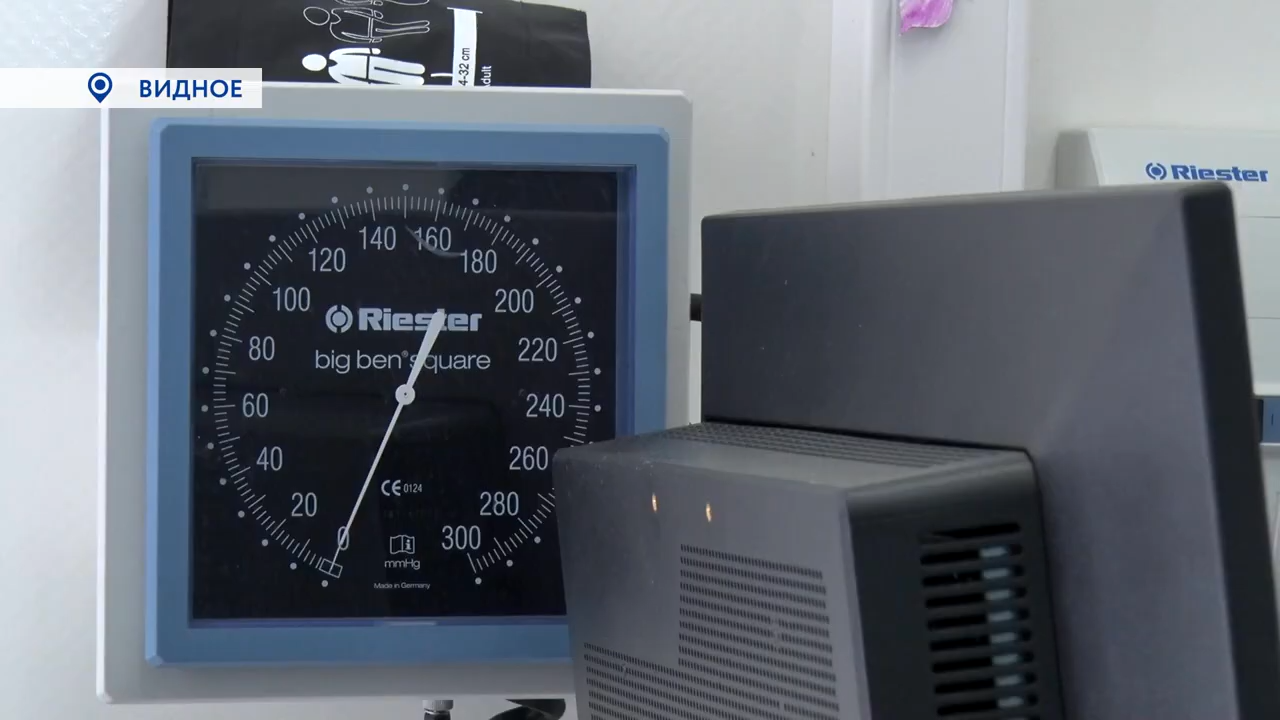 4-32 cm
dult
ВИДНОЕ
Riester
140 160
120 180
100 200
Riester
80 220
big ben® square
60 240
40 260
CE 0124
20 280
0 300
mmHg
Made in Germany